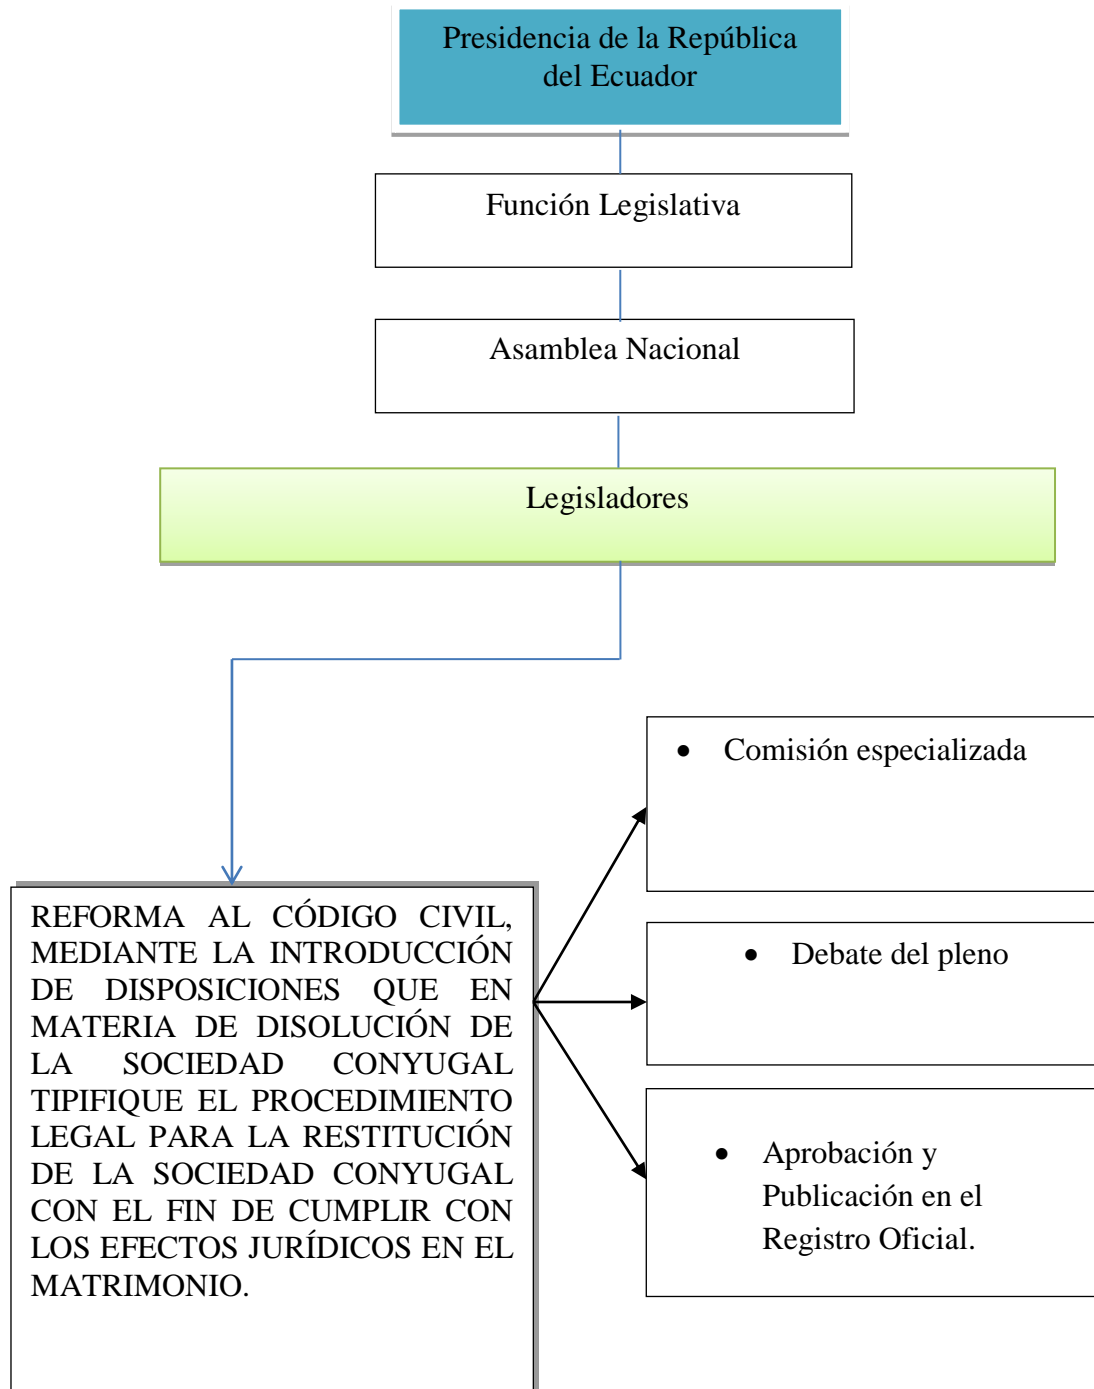 Presidencia de la República
del Ecuador
Función Legislativa
Asamblea Nacional
Legisladores
• Comisión especializada
REFORMA AL CÓDIGO CIVIL,
MEDIANTE LA INTRODUCCIÓN
DE DISPOSICIONES QUE EN
MATERIA DE DISOLUCIÓN DE
LA SOCIEDAD CONYUGAL
TIPIFIQUE EL PROCEDIMIENTO
LEGAL PARA LA RESTITUCIÓN
DE LA SOCIEDAD CONYUGAL
CON EL FIN DE CUMPLIR CON
LOS EFECTOS JURÍDICOS EN EL
MATRIMONIO.
• Debate del pleno
• Aprobación y
Publicación en el
Registro Oficial.